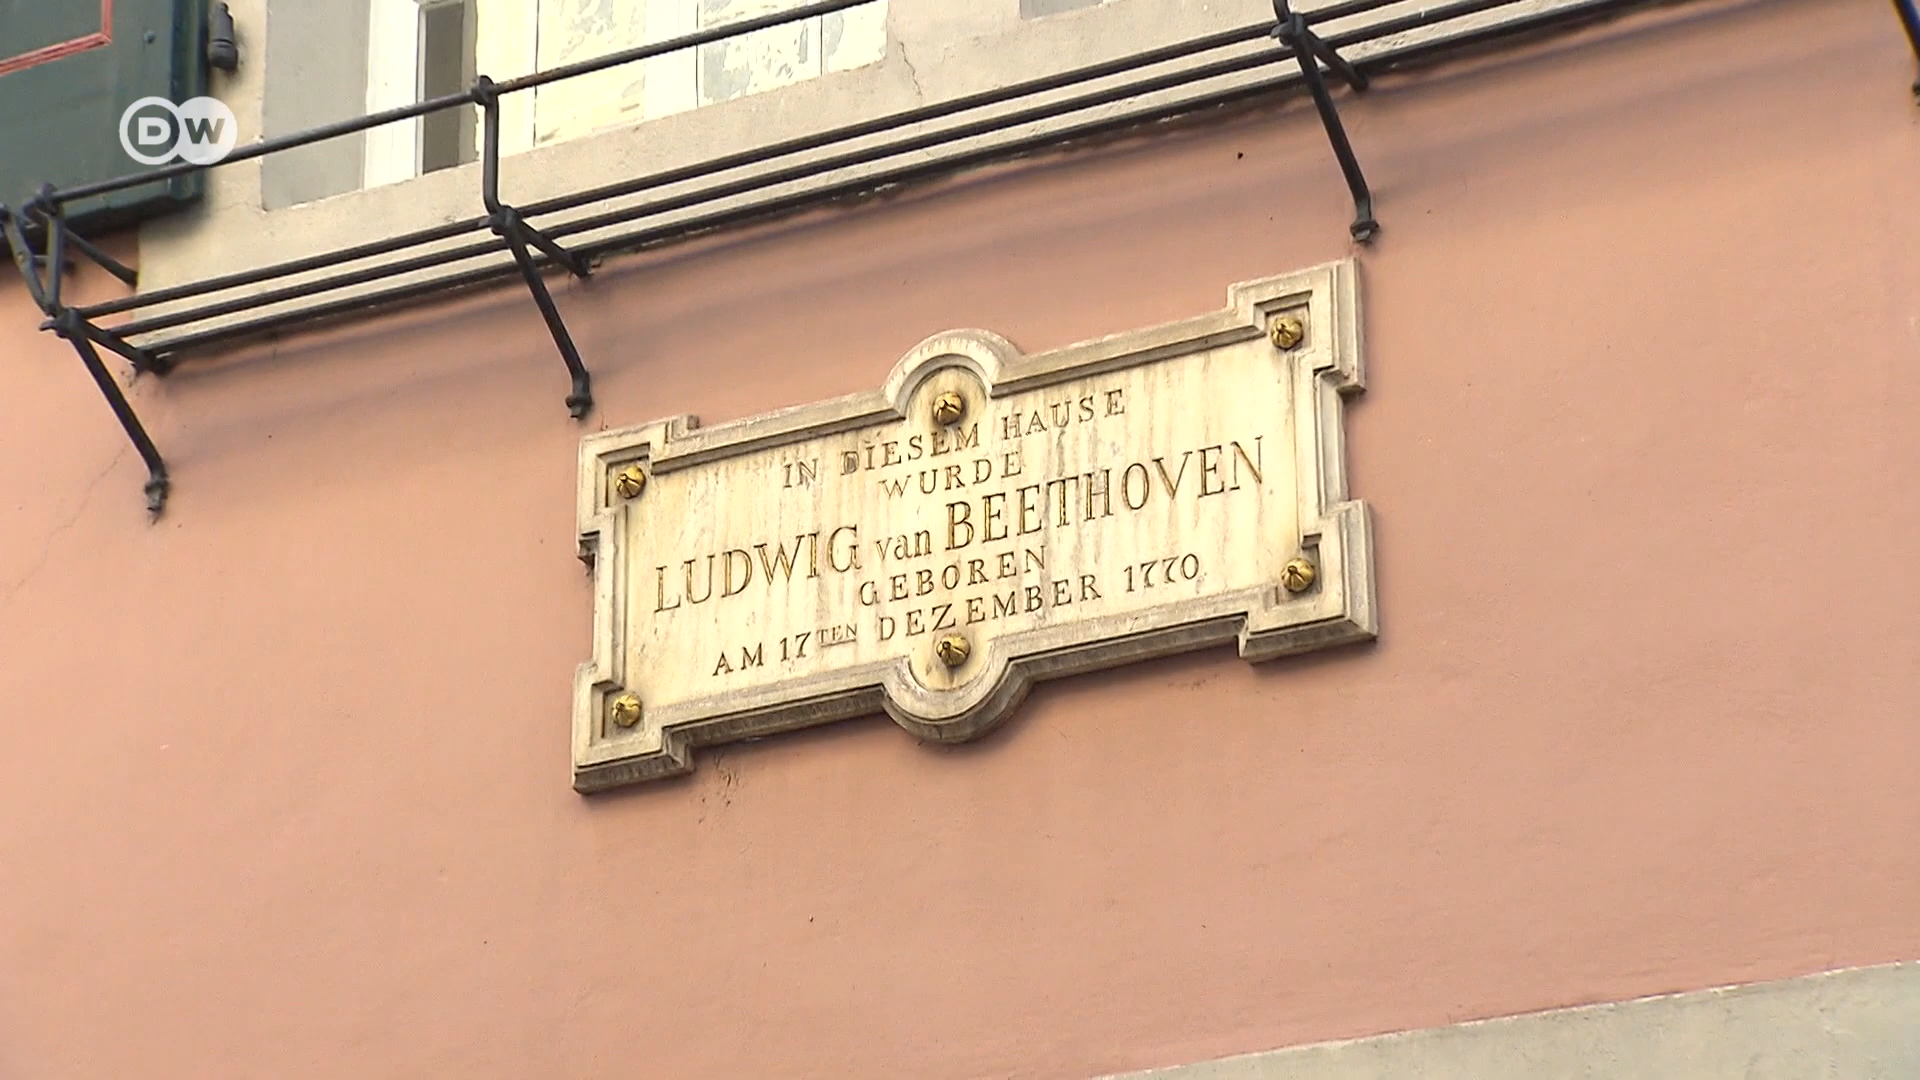 DW
IN DIESEM HAUSE
WURDE
LUDWIG van BEETHOVEN
GEBOREN
AM 17TEN DEZEMBER 1770